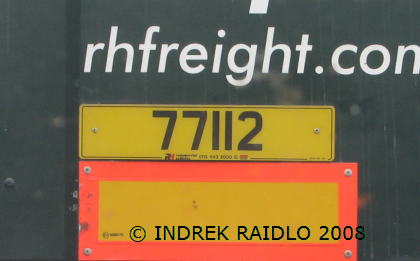 rhfreight.com
77112
© INDREK RAIDLO 2008